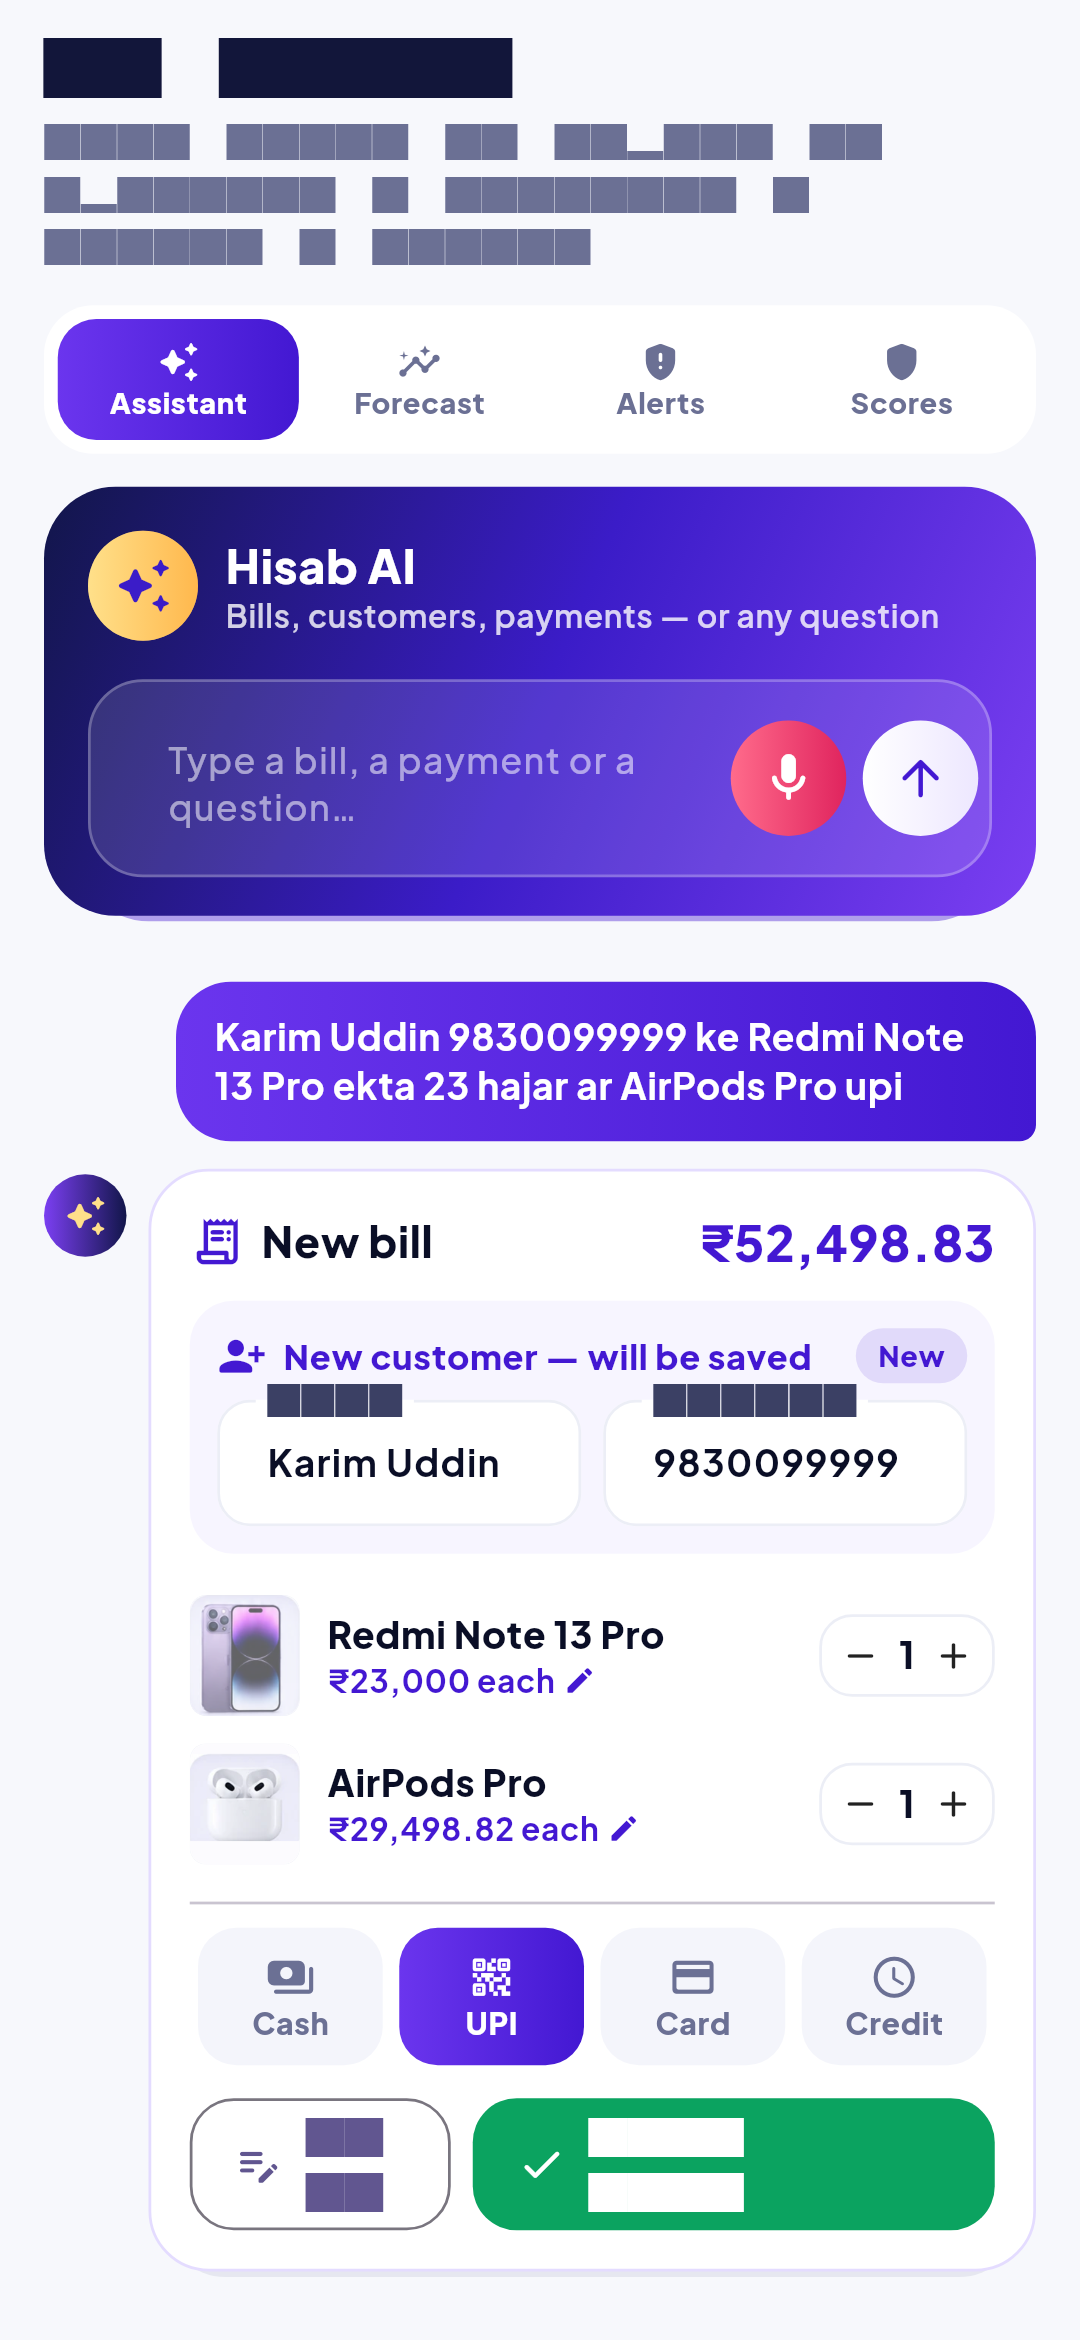 Assistant
Forecast
Alerts
Scores
Hisab AI
Bills, customers, payments — or any question
Type a bill, a payment or a
question...
Karim Uddin 9830099999 ke Redmi Note
13 Pro ekta 23 hajar ar AirPods Pro upi
New bill
₹52,498.83
New customer — will be saved
New
Karim Uddin
9830099999
Redmi Note 13 Pro
₹23,000 each
1
AirPods Pro
₹29,498.82 each
1
Cash
UPI
Card
Credit